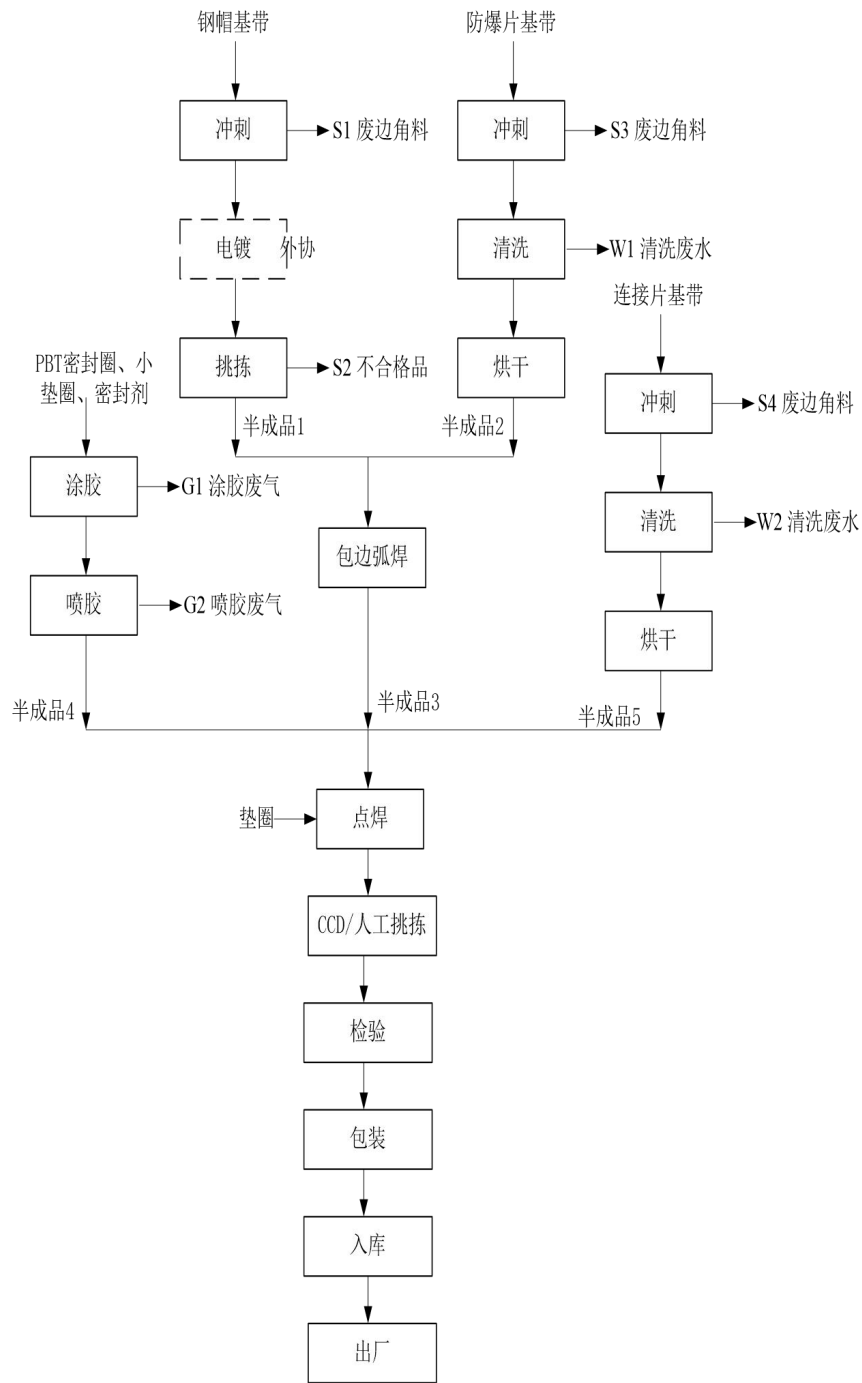 钢帽基带
防爆片基带
冲刺
S1 废边角料
冲刺
S3 废边角料
电镀
外协
清洗
W1 清洗废水
连接片基带
PBT密封圈、小
垫圈、密封剂
挑拣
S2 不合格品
烘干
冲刺
S4 废边角料
半成品1
半成品2
涂胶
G1 涂胶废气
清洗
W2 清洗废水
包边弧焊
喷胶
G2 喷胶废气
烘干
半成品4
半成品3
半成品5
垫圈
点焊
CCD/人工挑拣
检验
包装
入库
出厂